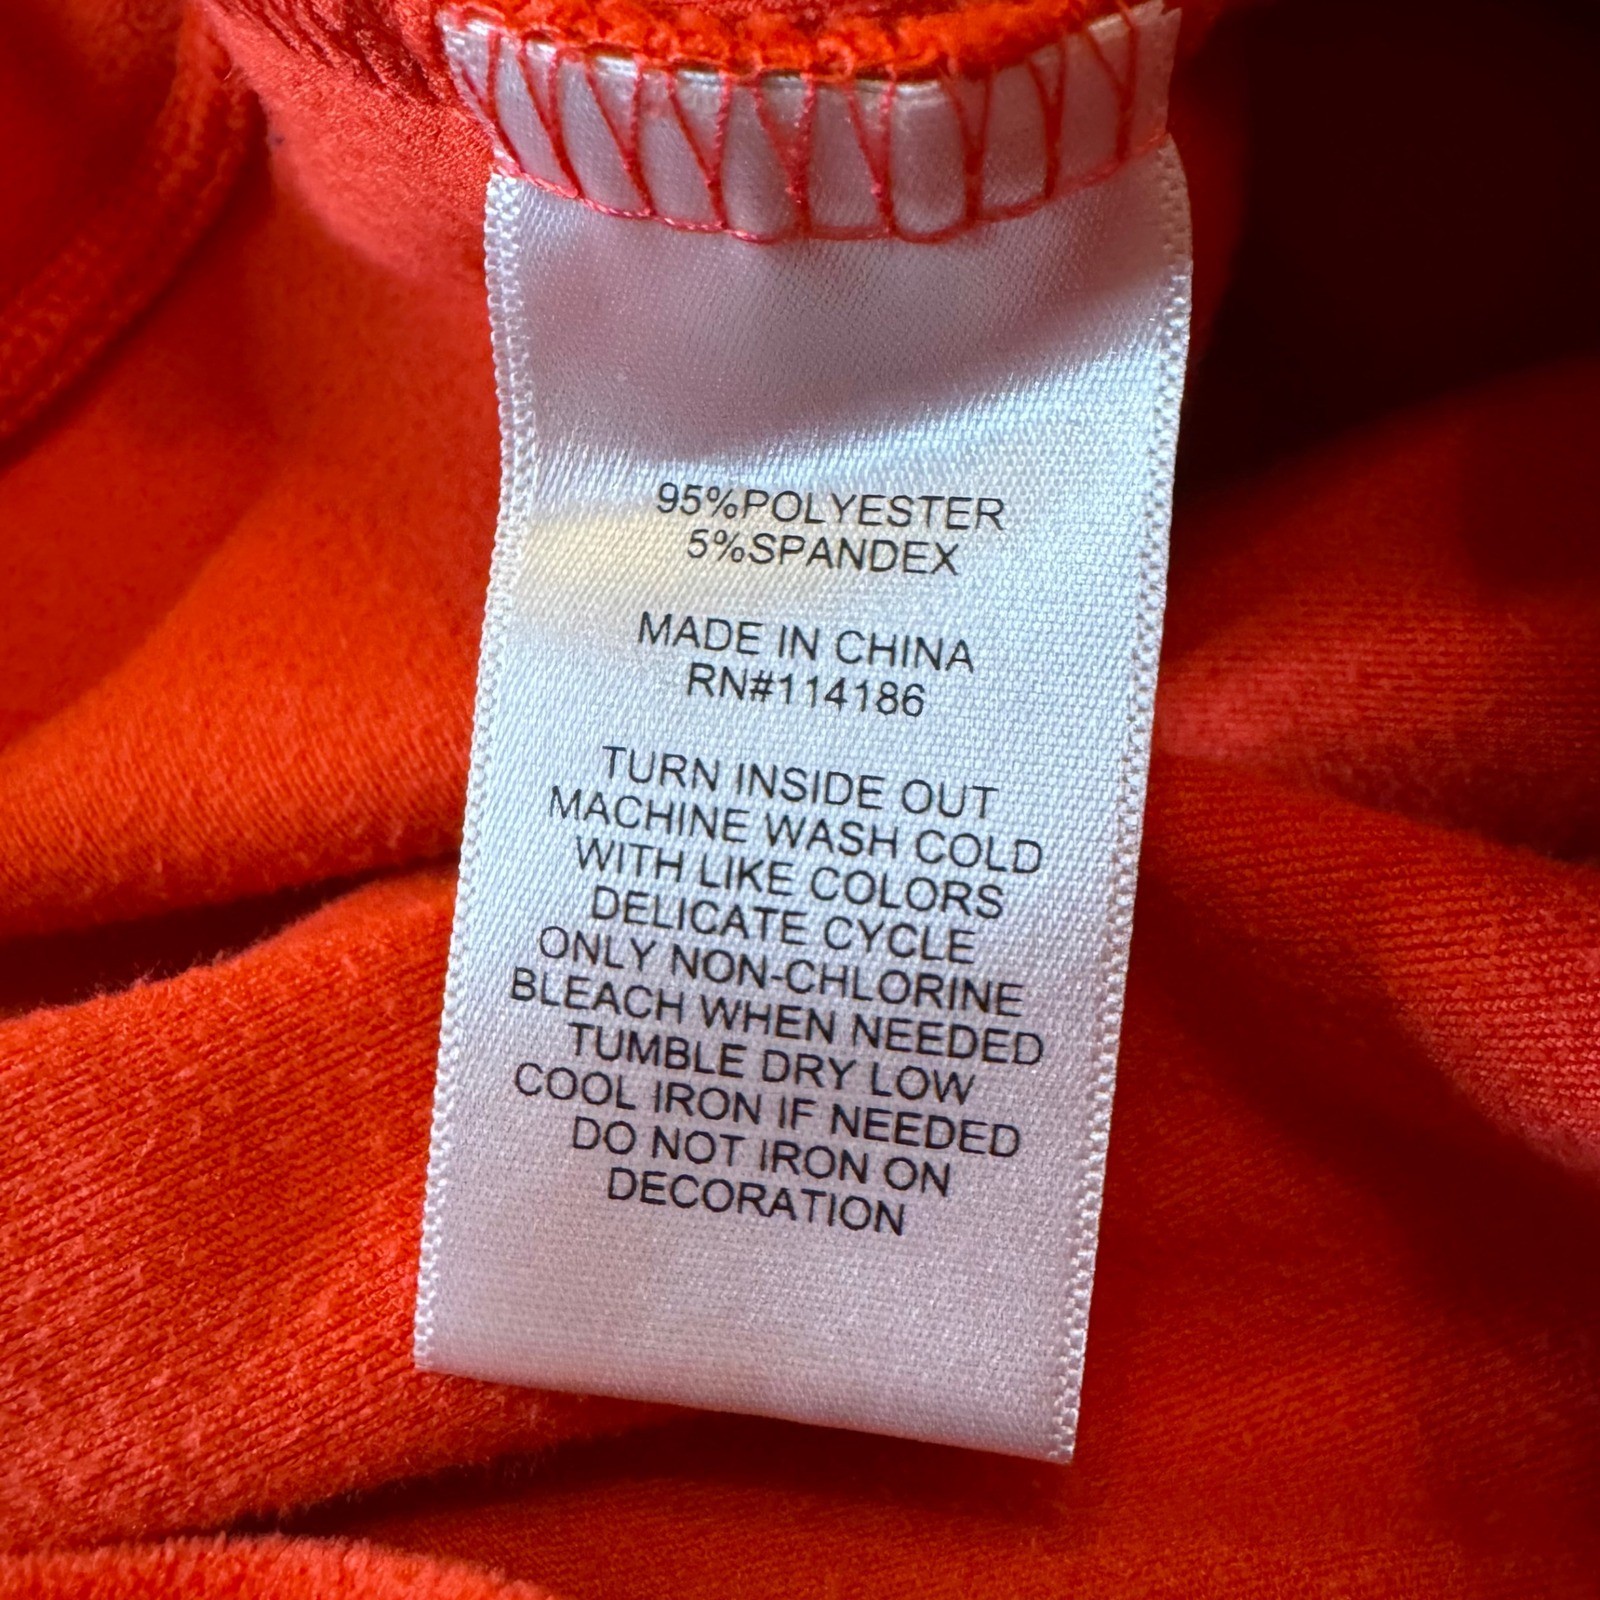 95%POLYESTER
5%SPANDEX
MADE IN CHINA
RN#114186
TURN INSIDE OUT
MACHINE WASH COLD
WITH LIKE COLORS
DELICATE CYCLE
ONLY NON-CHLORINE
BLEACH WHEN NEEDED
TUMBLE DRY LOW
COOL IRON IF NEEDED
DO NOT IRON ON
DECORATION